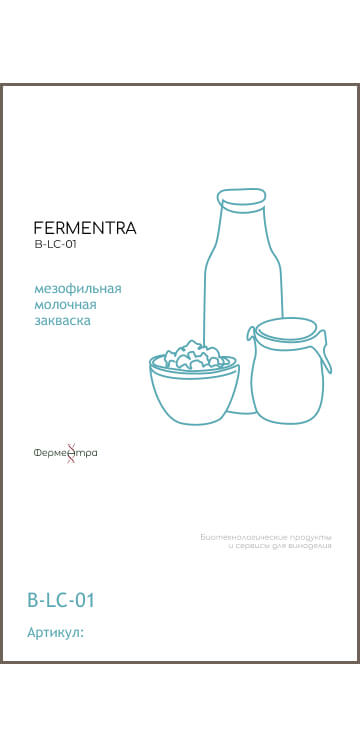 FERMENTRA
B-LC-01
мезофильная
молочная
закваска
Ферментра
Биотехнологические продукты
и сервисы для виноделия
B-LC-01
Артикул: